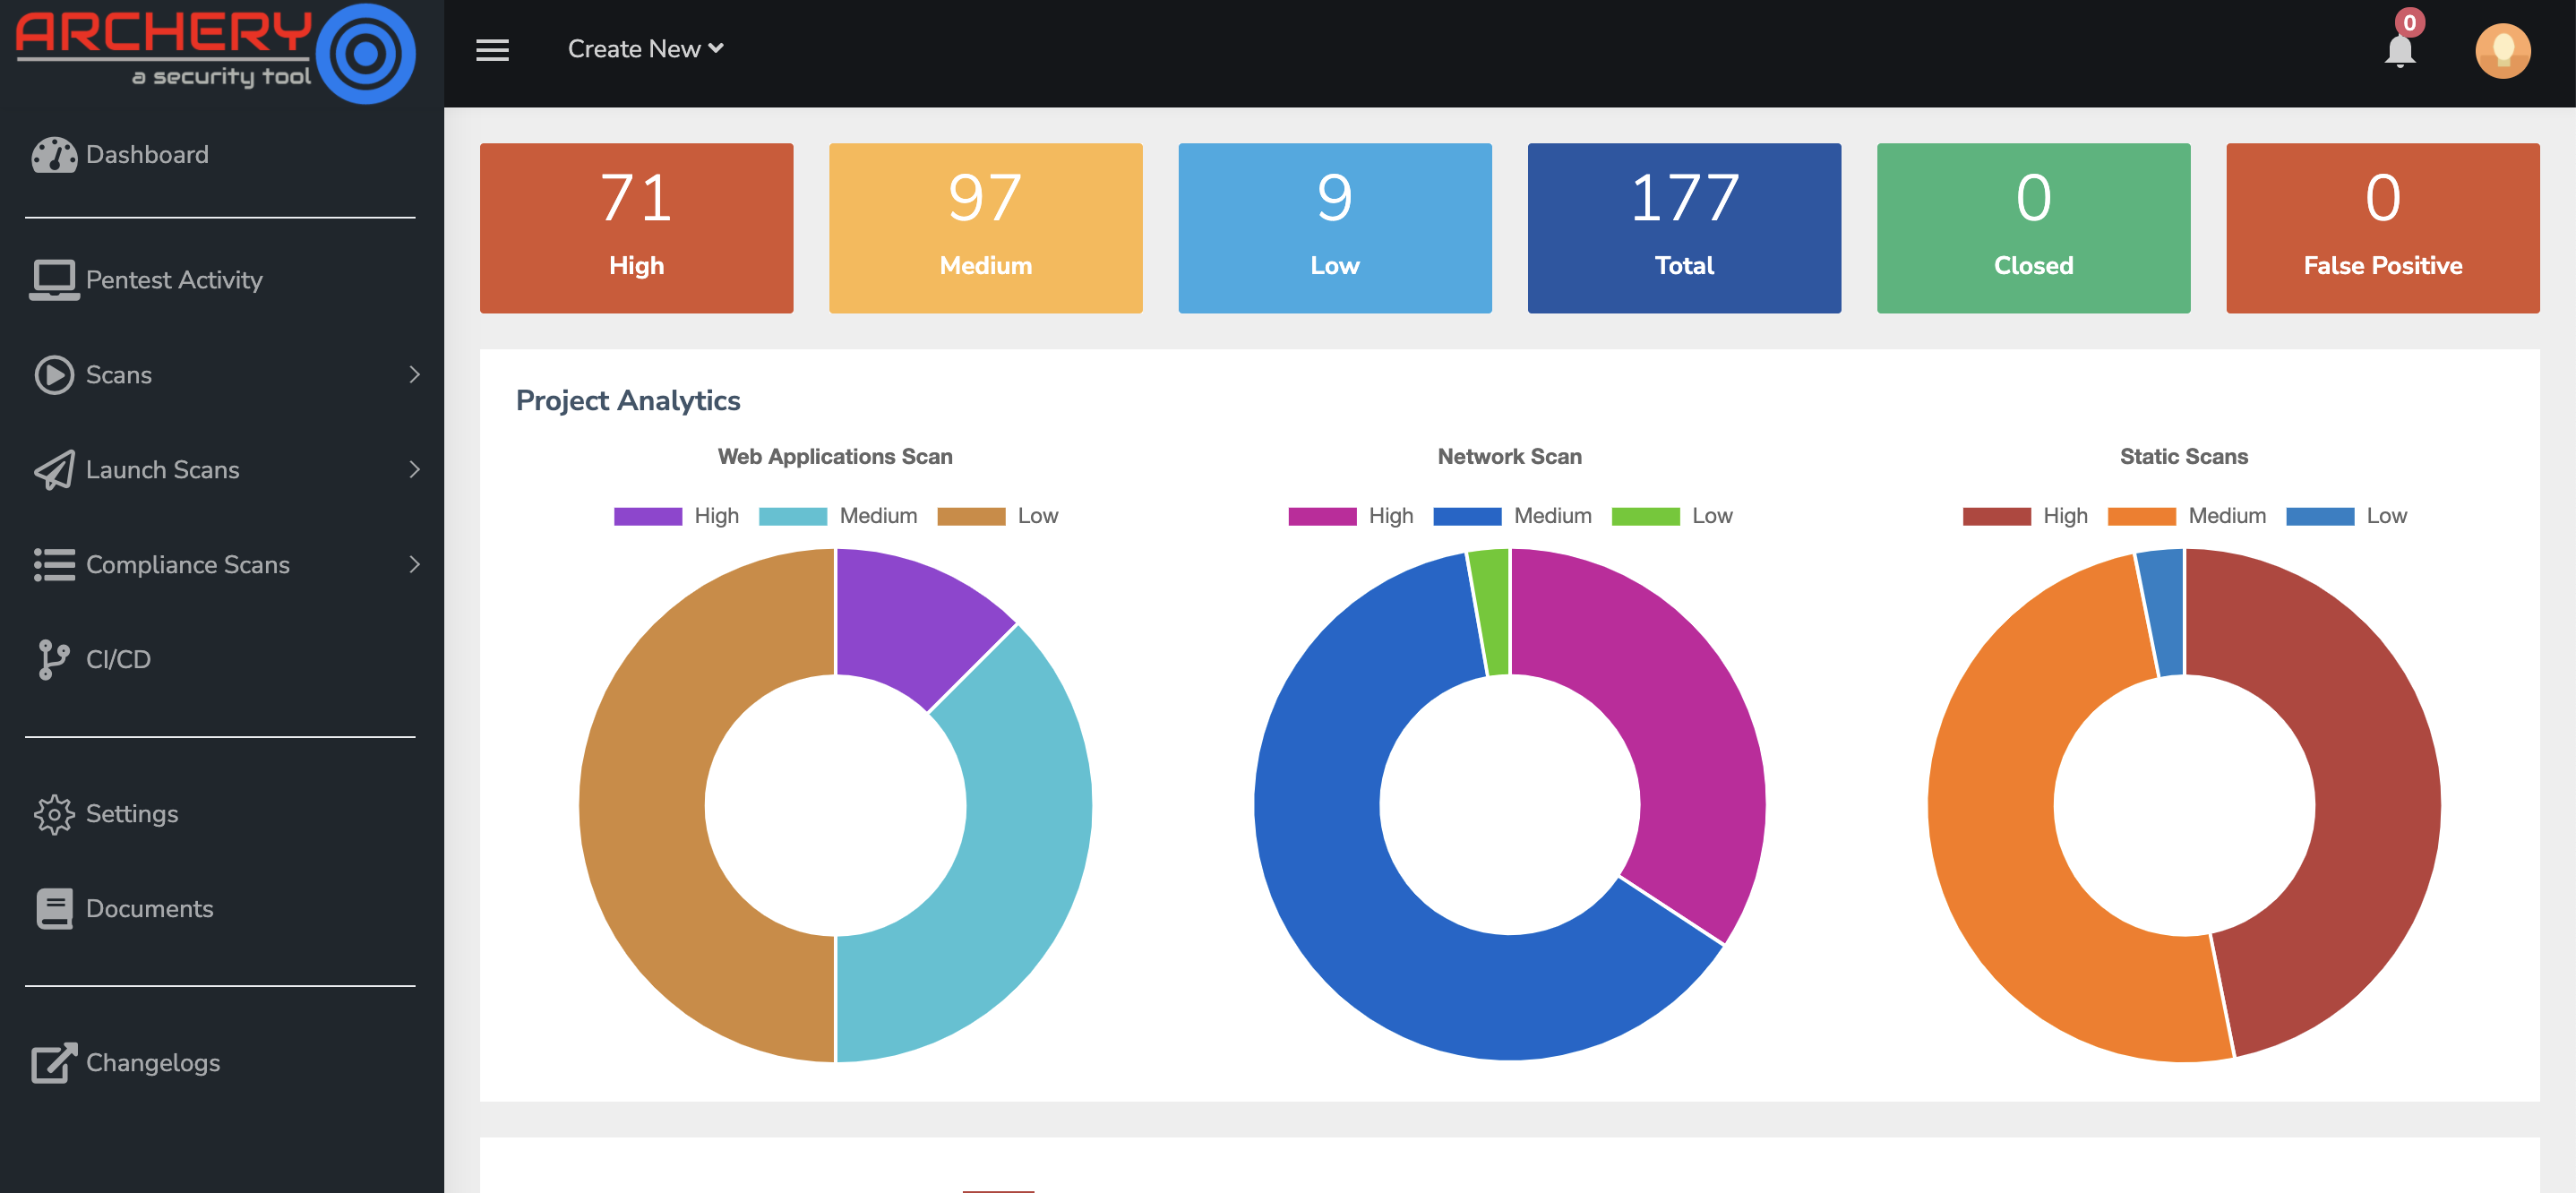 ARCHERY
a security tool
Create New
0
Dashboard
Pentest Activity
Scans
Launch Scans
Compliance Scans
CI/CD
Settings
Documents
Changelogs
71
High
97
Medium
9
Low
177
Total
0
Closed
0
False Positive
Project Analytics
Web Applications Scan
High Medium Low
Network Scan
High Medium Low
Static Scans
High Medium Low